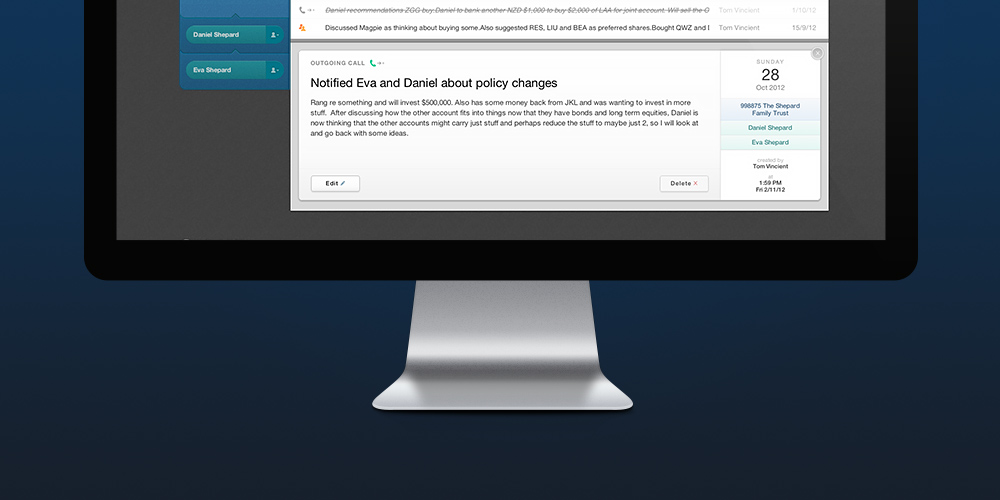 Daniel recommendations ZGG buy.Daniel to bank another NZD $1,000 to buy $2,000 of LAA for joint account. Will sell the
Tom Vincient
1/10/12
Daniel Shepard
Discussed Magpie as thinking about buying some.Also suggested RES, LIU and BEA as preferred shares.Bought QWZ and
Tom Vincient
15/9/12
Eva Shepard
OUTGOING CALL
Notified Eva and Daniel about policy changes
Rang re something and will invest $500,000. Also has some money back from JKL and was wanting to invest in more
stuff. After discussing how the other account fits into things now that they have bonds and long term equities, Daniel is
now thinking that the other accounts might carry just stuff and perhaps reduce the stuff to maybe just 2, so I will look at
and go back with some ideas.
Edit
Delete
SUNDAY
28
Oct 2012
998875 The Shepard
Family Trust
Daniel Shepard
Eva Shepard
created by
Tom Vincient
at
1:59 PM
Fri 2/11/12